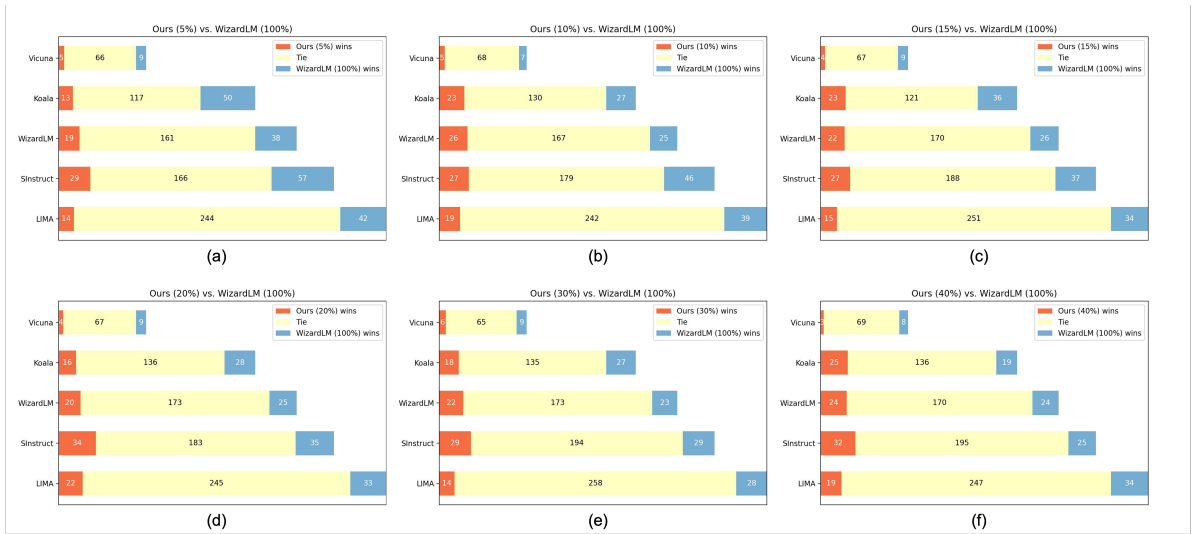 Ours (5%) vs. WizardLM (100%)
Ours (5%) wins
Tie
WizardLM (100%) wins
Vicuna 5 66 9
Koala 13 117 50
WizardLM 19 161 38
SInstruct 29 166 57
LIMA 14 244 42
(a)
Ours (10%) vs. WizardLM (100%)
Ours (10%) wins
Tie
WizardLM (100%) wins
Vicuna 5 68 7
Koala 23 130 27
WizardLM 26 167 25
SInstruct 27 179 46
LIMA 19 242 39
(b)
Ours (15%) vs. WizardLM (100%)
Ours (15%) wins
Tie
WizardLM (100%) wins
Vicuna 4 67 9
Koala 23 121 36
WizardLM 22 170 26
SInstruct 27 188 37
LIMA 15 251 34
(c)
Ours (20%) vs. WizardLM (100%)
Ours (20%) wins
Tie
WizardLM (100%) wins
Vicuna 4 67 9
Koala 16 136 28
WizardLM 20 173 25
SInstruct 34 183 35
LIMA 22 245 33
(d)
Ours (30%) vs. WizardLM (100%)
Ours (30%) wins
Tie
WizardLM (100%) wins
Vicuna 6 65 9
Koala 18 135 27
WizardLM 22 173 23
SInstruct 29 194 29
LIMA 14 258 28
(e)
Ours (40%) vs. WizardLM (100%)
Ours (40%) wins
Tie
WizardLM (100%) wins
Vicuna 3 69 8
Koala 25 136 19
WizardLM 24 170 24
SInstruct 32 195 25
LIMA 19 247 34
(f)